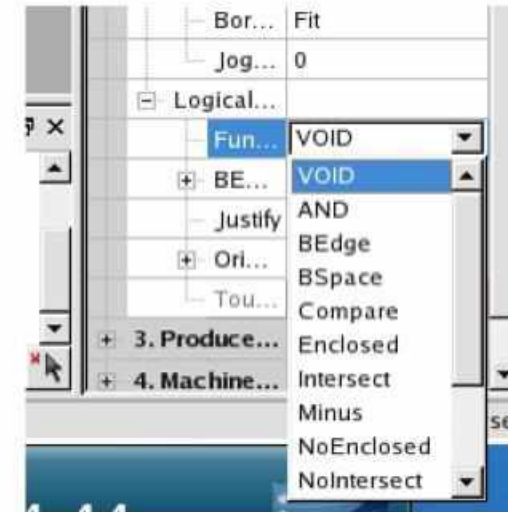 Bor... Fit
Jog... 0
Logical...
Fun... VOID
BE... VOID
AND
Justify
BEdge
Ori... BSpace
Tou... Compare
3. Produce... Enclosed
4. Machine... Intersect
Minus
NoEnclosed
NoIntersect